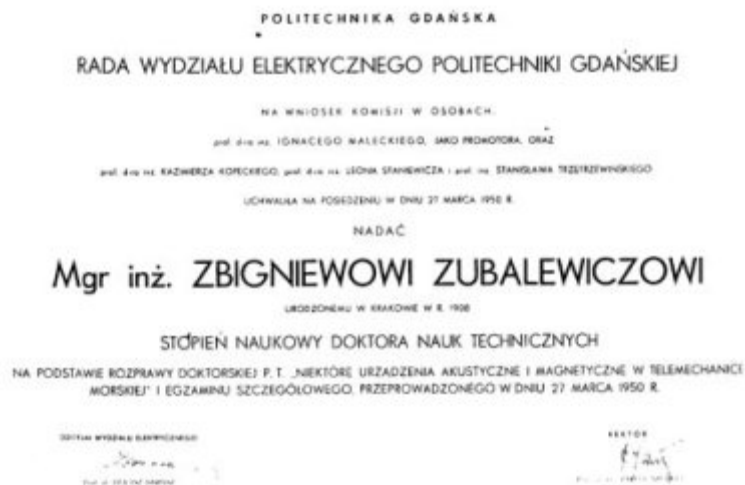 POLITECHNIKA GDAŃSKA
RADA WYDZIAŁU ELEKTRYCZNEGO POLITECHNIKI GDAŃSKIEJ
NA WNIOSEK KOMISJI W OSOBACH.
prof. d-ra inż. IGNACEGO MALECKIEGO, JAKO PROMOTORA, ORAZ
prof. d-ra inż. KAZIMIERZA KOPECKIEGO, prof. d-ra inż. LEONA STANIEWICZA i prof. inż. STANISŁAWA TRZETRZEWIŃSKIEGO
UCHWALIŁA NA POSIEDZENIU W DNIU 27 MARCA 1950 R.
NADAĆ
Mgr inż. ZBIGNIEWOWI ZUBALEWICZOWI
URODZONEMU W KRAKOWIE W R. 1908
STOPIEŃ NAUKOWY DOKTORA NAUK TECHNICZNYCH
NA PODSTAWIE ROZPRAWY DOKTORSKIEJ P. T. „NIEKTÓRE URZĄDZENIA AKUSTYCZNE I MAGNETYCZNE W TELEMECHANICE
MORSKIEJ" I EGZAMINU SZCZEGÓŁOWEGO, PRZEPROWADZONEGO W DNIU 27 MARCA 1950 R.
DZIEKAN WYDZIAŁU ELEKTRYCZNEGO
REKTOR